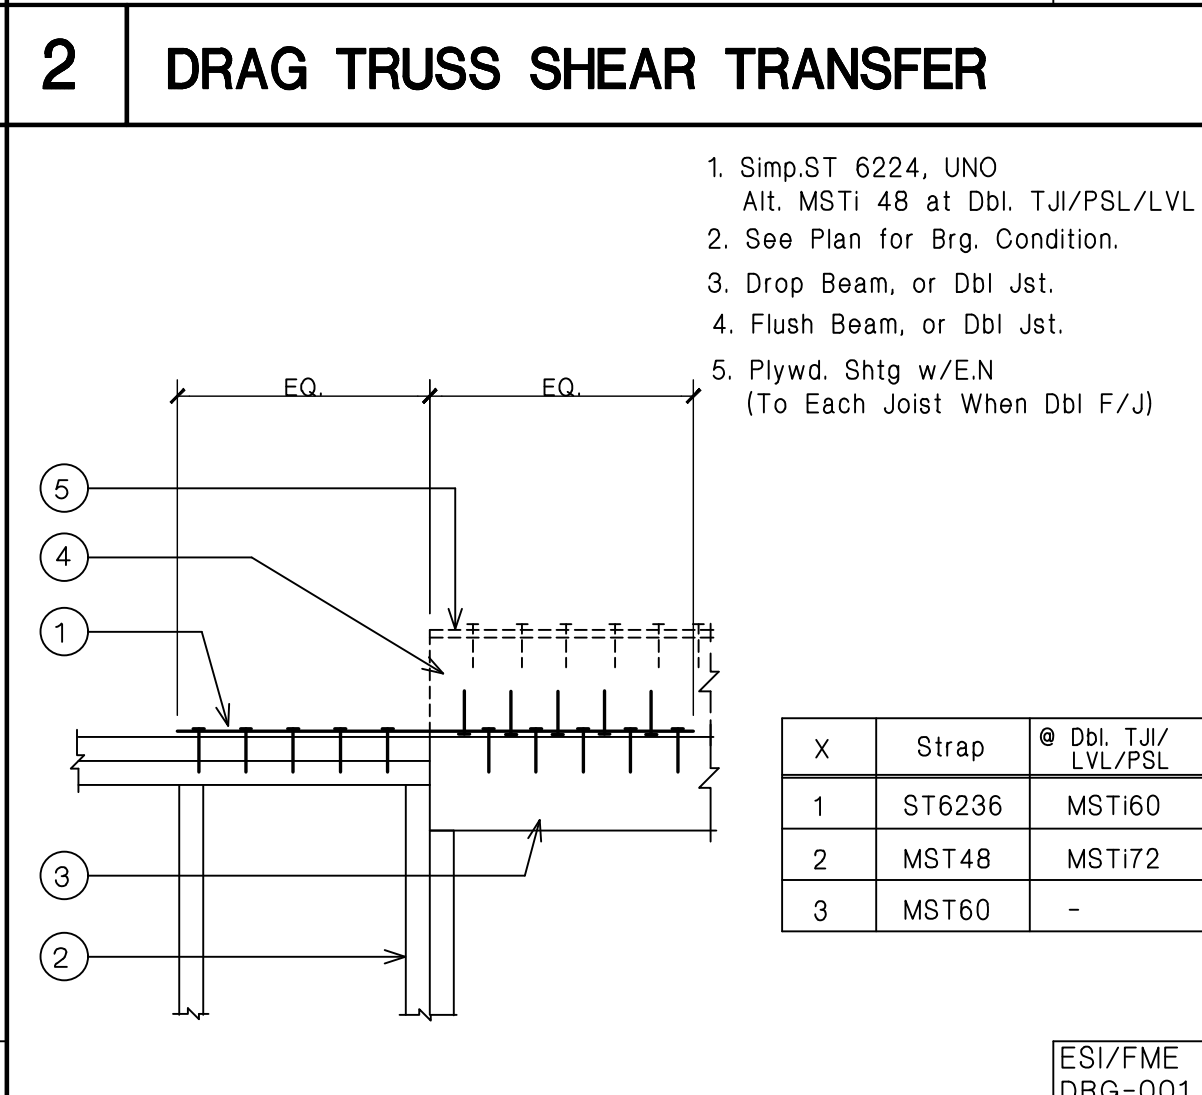 2 DRAG TRUSS SHEAR TRANSFER
1. Simp.ST 6224, UNO
Alt. MSTi 48 at Dbl. TJI/PSL/LVL
2. See Plan for Brg. Condition.
3. Drop Beam, or Dbl Jst.
4. Flush Beam, or Dbl Jst.
5. Plywd. Shtg w/E.N
(To Each Joist When Dbl F/J)
EQ. EQ.
5
4
1
3
2
X Strap @ Dbl. TJI/
LVL/PSL
1 ST6236 MSTi60
2 MST48 MSTi72
3 MST60 -
ESI/FME
DRG-001